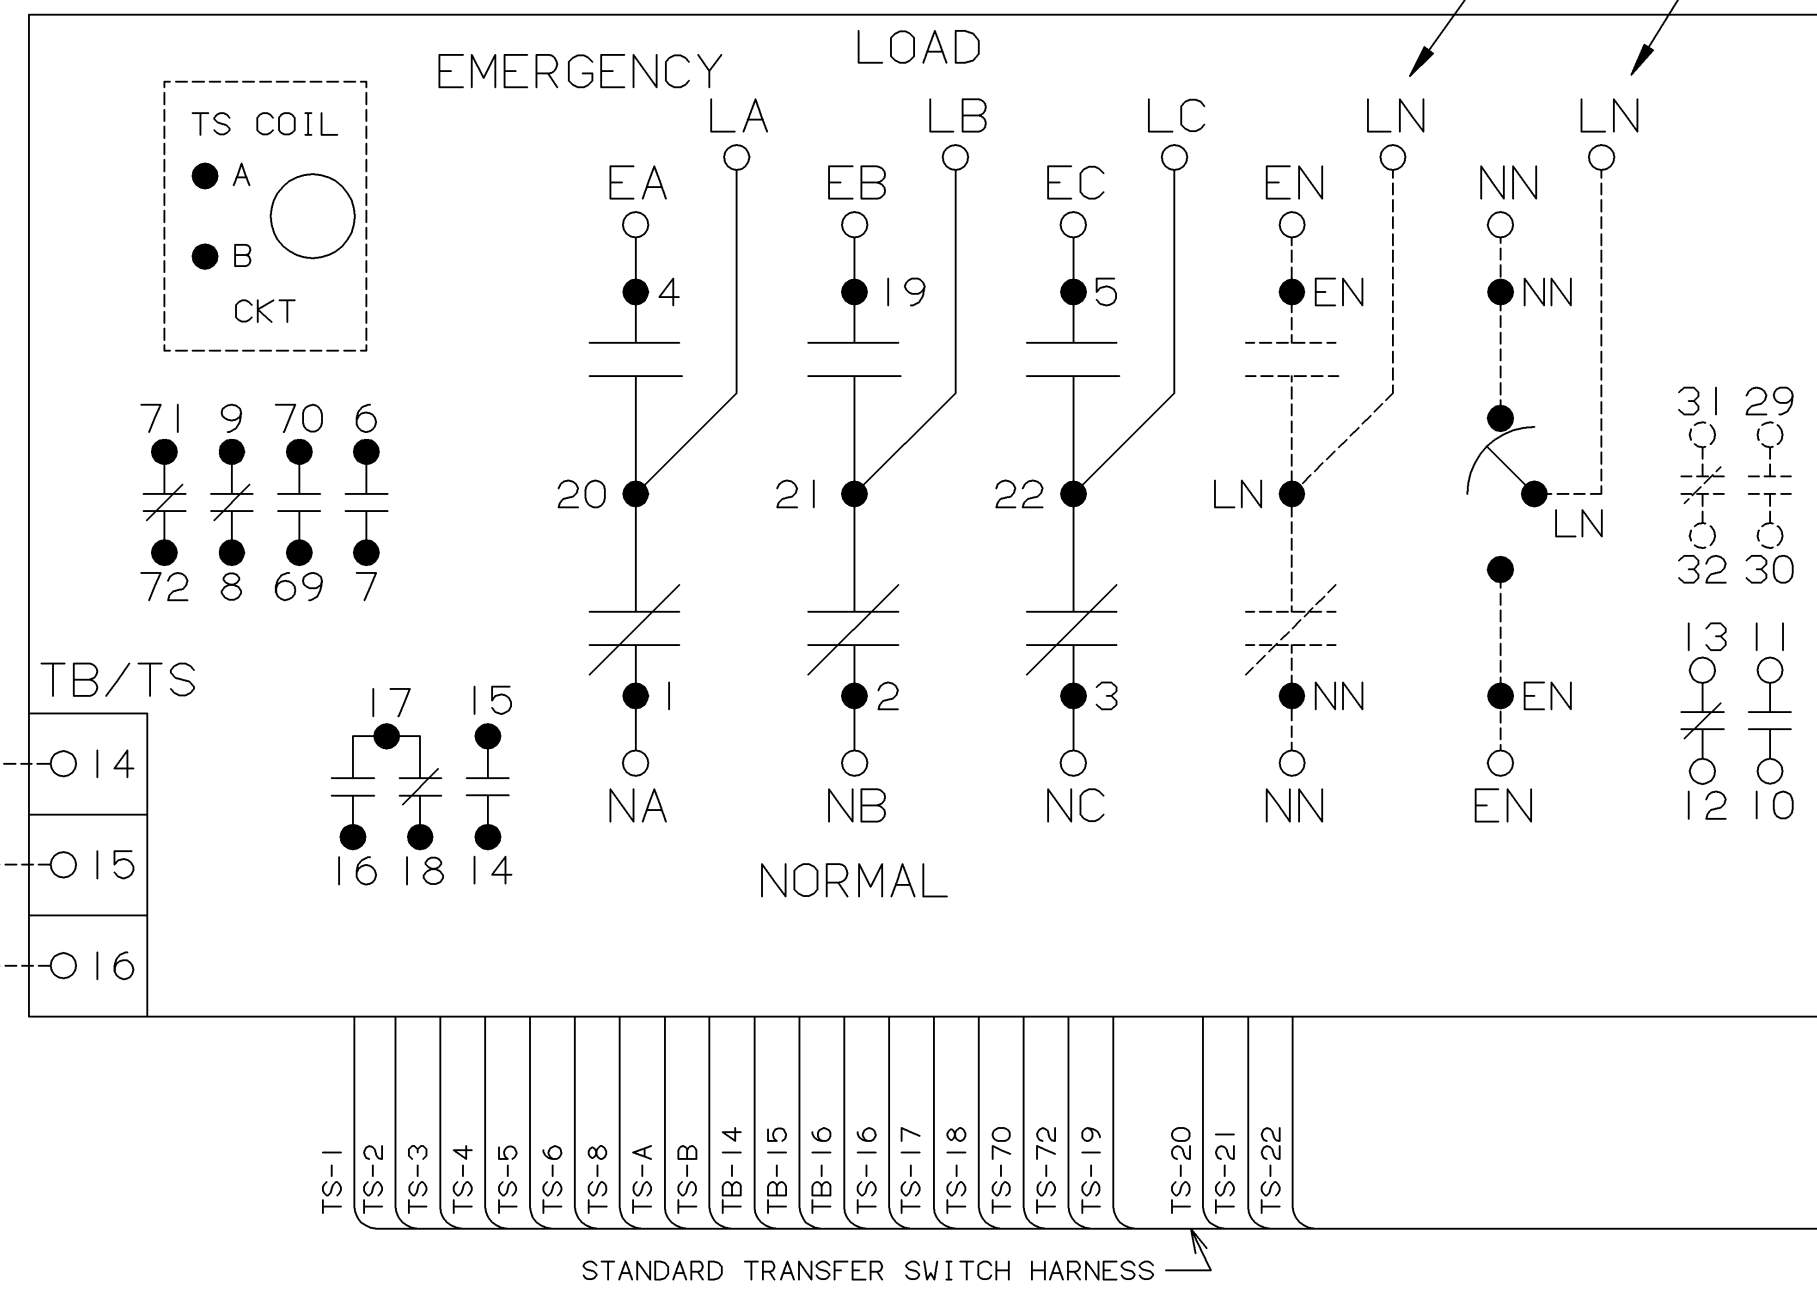 LOAD
EMERGENCY
TS COIL
A
B
CKT
LA LB LC LN LN
EA EB EC EN NN
4 19 5 EN NN
71 9 70 6
31 29
20 21 22 LN LN
72 8 69 7
32 30
13 11
TB/TS
17 15
1 2 3 NN EN
14
NA NB NC NN EN
12 10
15
16 18 14
NORMAL
16
TS-1
TS-2
TS-3
TS-4
TS-5
TS-6
TS-8
TS-A
TS-B
TB-14
TB-15
TB-16
TS-16
TS-17
TS-18
TS-70
TS-72
TS-19
TS-20
TS-21
TS-22
STANDARD TRANSFER SWITCH HARNESS